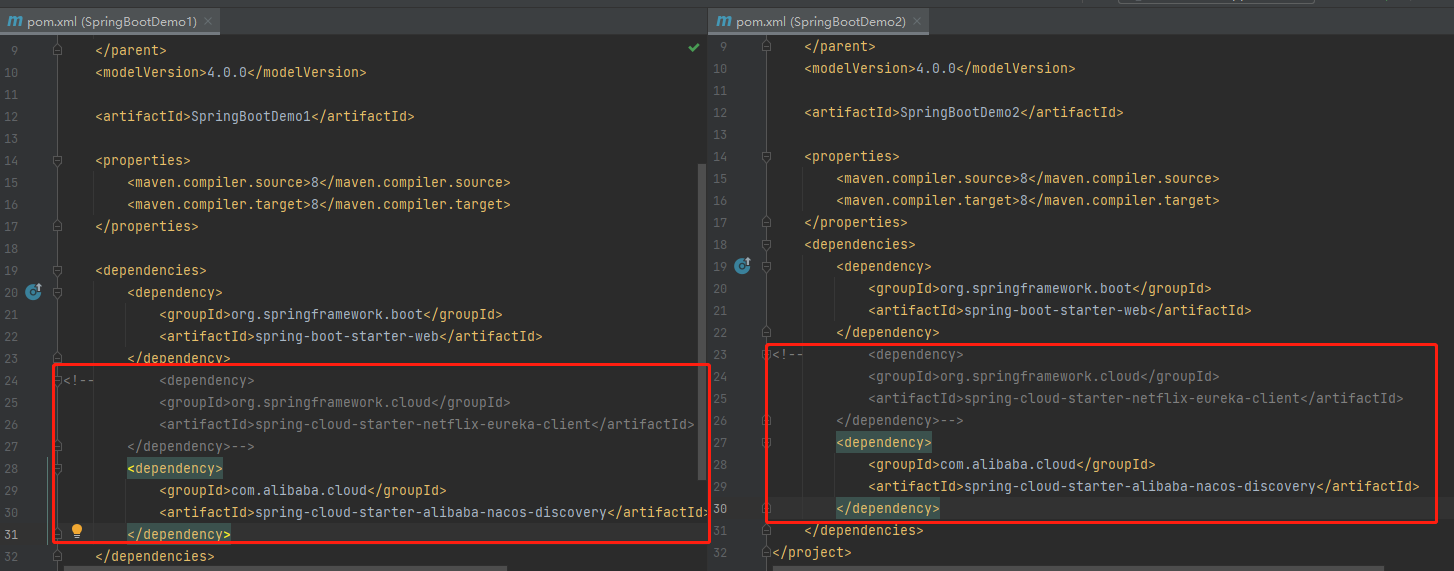 pom.xml (SpringBootDemo1)
9 </parent>
10 <modelVersion>4.0.0</modelVersion>
11
12 <artifactId>SpringBootDemo1</artifactId>
13
14 <properties>
15 <maven.compiler.source>8</maven.compiler.source>
16 <maven.compiler.target>8</maven.compiler.target>
17 </properties>
18
19 <dependencies>
20 <dependency>
21 <groupId>org.springframework.boot</groupId>
22 <artifactId>spring-boot-starter-web</artifactId>
23 </dependency>
24 <!-- <dependency>
25 <groupId>org.springframework.cloud</groupId>
26 <artifactId>spring-cloud-starter-netflix-eureka-client</artifactId>
27 </dependency>-->
28 <dependency>
29 <groupId>com.alibaba.cloud</groupId>
30 <artifactId>spring-cloud-starter-alibaba-nacos-discovery</artifactId>
31 </dependency>
32 </dependencies>
pom.xml (SpringBootDemo2)
9 </parent>
10 <modelVersion>4.0.0</modelVersion>
11
12 <artifactId>SpringBootDemo2</artifactId>
13
14 <properties>
15 <maven.compiler.source>8</maven.compiler.source>
16 <maven.compiler.target>8</maven.compiler.target>
17 </properties>
18 <dependencies>
19 <dependency>
20 <groupId>org.springframework.boot</groupId>
21 <artifactId>spring-boot-starter-web</artifactId>
22 </dependency>
23 <!-- <dependency>
24 <groupId>org.springframework.cloud</groupId>
25 <artifactId>spring-cloud-starter-netflix-eureka-client</artifactId>
26 </dependency>-->
27 <dependency>
28 <groupId>com.alibaba.cloud</groupId>
29 <artifactId>spring-cloud-starter-alibaba-nacos-discovery</artifactId>
30 </dependency>
31 </dependencies>
32 </project>